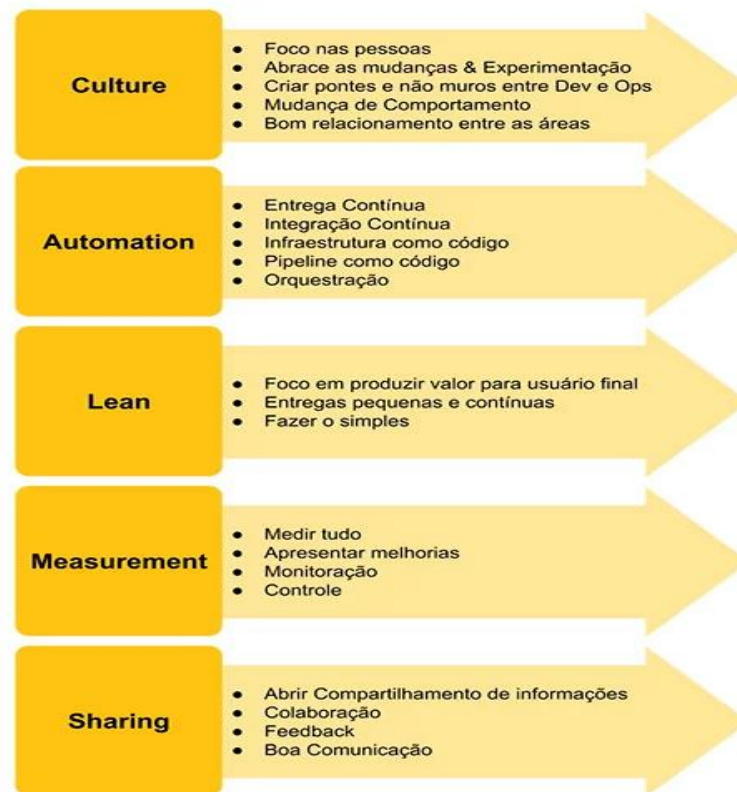 Culture
● Foco nas pessoas
● Abrace as mudanças & Experimentação
● Criar pontes e não muros entre Dev e Ops
● Mudança de Comportamento
● Bom relacionamento entre as áreas
Automation
● Entrega Contínua
● Integração Contínua
● Infraestrutura como código
● Pipeline como código
● Orquestração
Lean
● Foco em produzir valor para usuário final
● Entregas pequenas e contínuas
● Fazer o simples
Measurement
● Medir tudo
● Apresentar melhorias
● Monitoração
● Controle
Sharing
● Abrir Compartilhamento de informações
● Colaboração
● Feedback
● Boa Comunicação